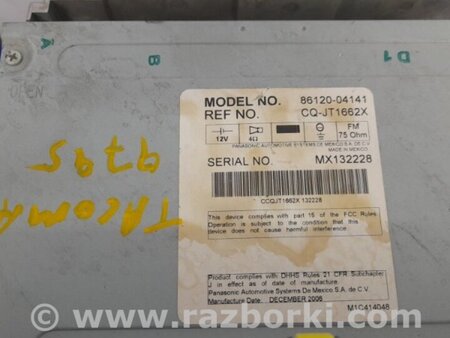 A
B
D1
OPEN
MODEL NO. 86120-04141
REF NO. CQ-JT1662X
12V 4Ω FM 75 Ohm
PANASONIC AUTOMOTIVE SYSTEMS DE MEXICO S.A. DE C.V.
MADE IN MEXICO
SERIAL NO. MX132228
CCQJT1662X 132228
This device complies with part 15 of the FCC Rules
Operation is subject to the condition that this
device does not cause harmful interference.
Product complies with DHHS Rules 21 CFR Subchapter
J in effect as of date of manufacture.
Panasonic Automotive Systems De Mexico S.A. de C.V.
Manufacture Date: DECEMBER 2006
M1C414048
TACOMA
9795
www.razborki.com